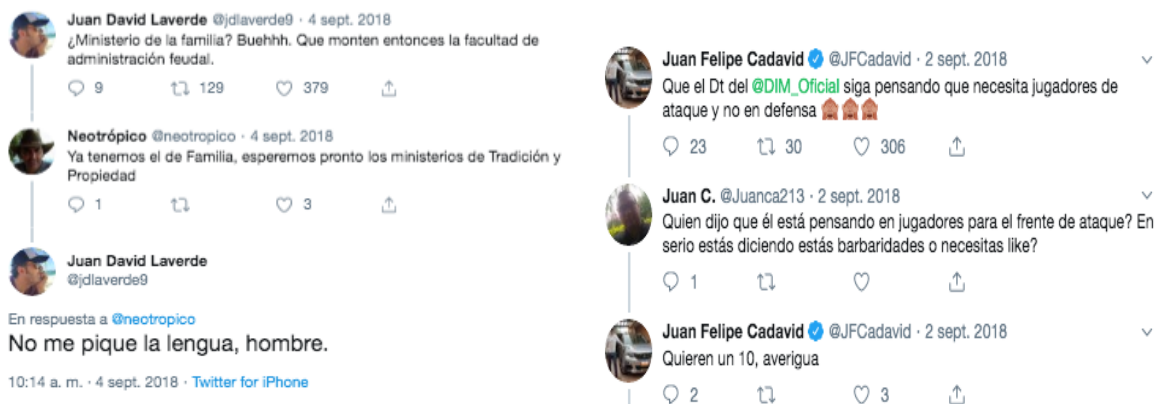 Juan David Laverde @jdlaverde9 · 4 sept. 2018
¿Ministerio de la familia? Buehhh. Que monten entonces la facultad de
administración feudal.
9 129 379
Neotrópico @neotropico · 4 sept. 2018
Ya tenemos el de Familia, esperemos pronto los ministerios de Tradición y
Propiedad
1 3
Juan David Laverde
@jdlaverde9
En respuesta a @neotropico
No me pique la lengua, hombre.
10:14 a. m. · 4 sept. 2018 · Twitter for iPhone
Juan Felipe Cadavid @JFCadavid · 2 sept. 2018
Que el Dt del @DIM_Oficial siga pensando que necesita jugadores de
ataque y no en defensa 🙈🙈🙈
23 30 306
Juan C. @Juanca213 · 2 sept. 2018
Quien dijo que él está pensando en jugadores para el frente de ataque? En
serio estás diciendo estás barbaridades o necesitas like?
1
Juan Felipe Cadavid @JFCadavid · 2 sept. 2018
Quieren un 10, averigua
2 3